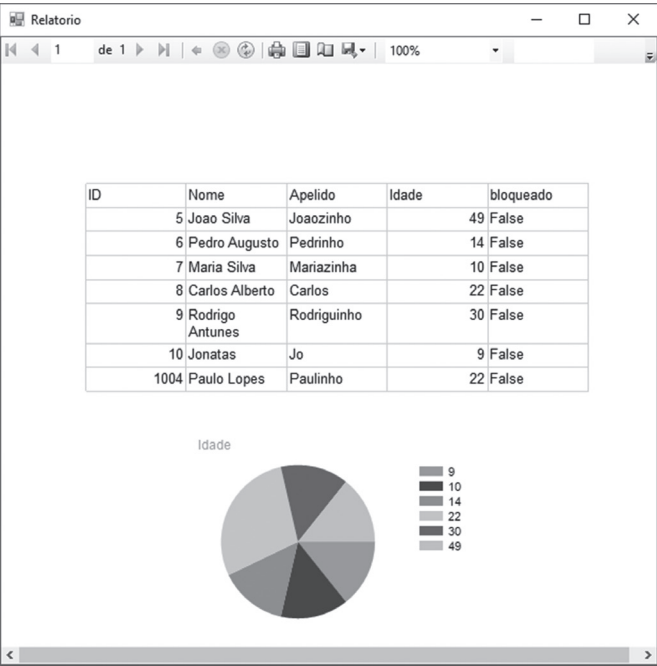 Relatorio
1 de 1 100%
ID Nome Apelido Idade bloqueado
5 Joao Silva Joaozinho 49 False
6 Pedro Augusto Pedrinho 14 False
7 Maria Silva Mariazinha 10 False
8 Carlos Alberto Carlos 22 False
9 Rodrigo Antunes Rodriguinho 30 False
10 Jonatas Jo 9 False
1004 Paulo Lopes Paulinho 22 False
Idade
9
10
14
22
30
49